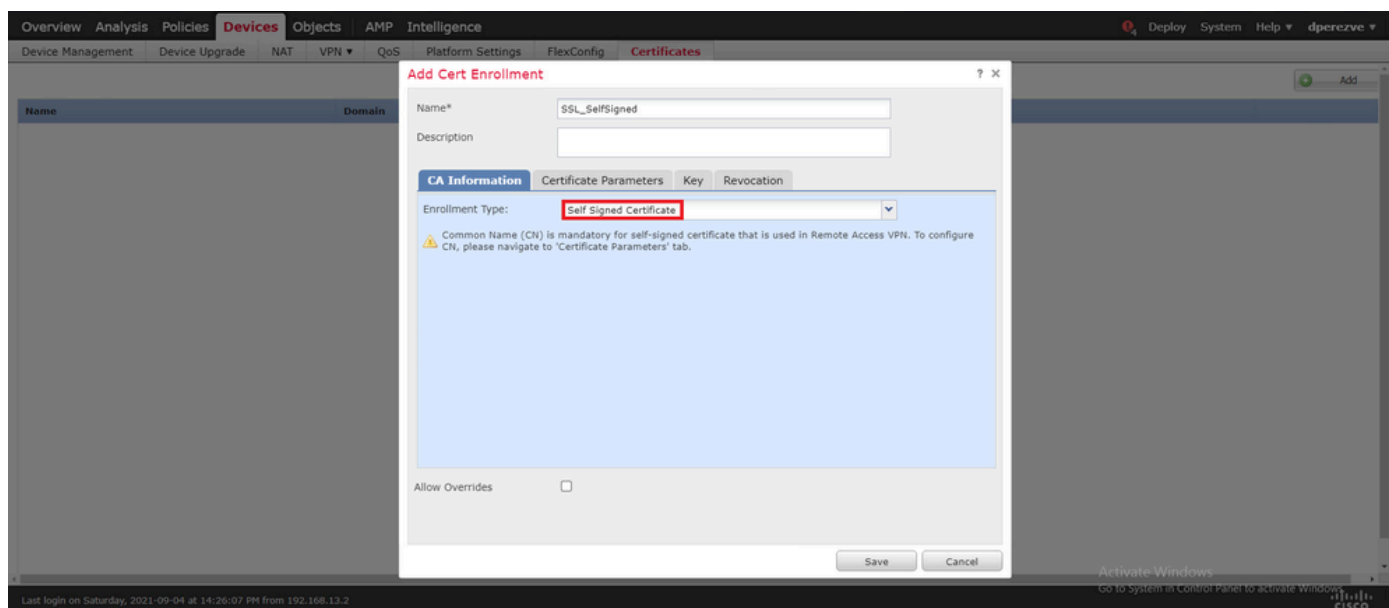 Overview Analysis Policies Devices Objects AMP Intelligence Deploy System Help dperezve
Device Management Device Upgrade NAT VPN QoS Platform Settings FlexConfig Certificates
Add Cert Enrollment ? X
Add
Name Domain
Name* SSL_SelfSigned
Description
CA Information Certificate Parameters Key Revocation
Enrollment Type: Self Signed Certificate
Common Name (CN) is mandatory for self-signed certificate that is used in Remote Access VPN. To configure
CN, please navigate to 'Certificate Parameters' tab.
Allow Overrides
Save Cancel
Activate Windows
Go to System in Control Panel to activate Windows.
Last login on Saturday, 2021-09-04 at 14:26:07 PM from 192.168.13.2
CISCO